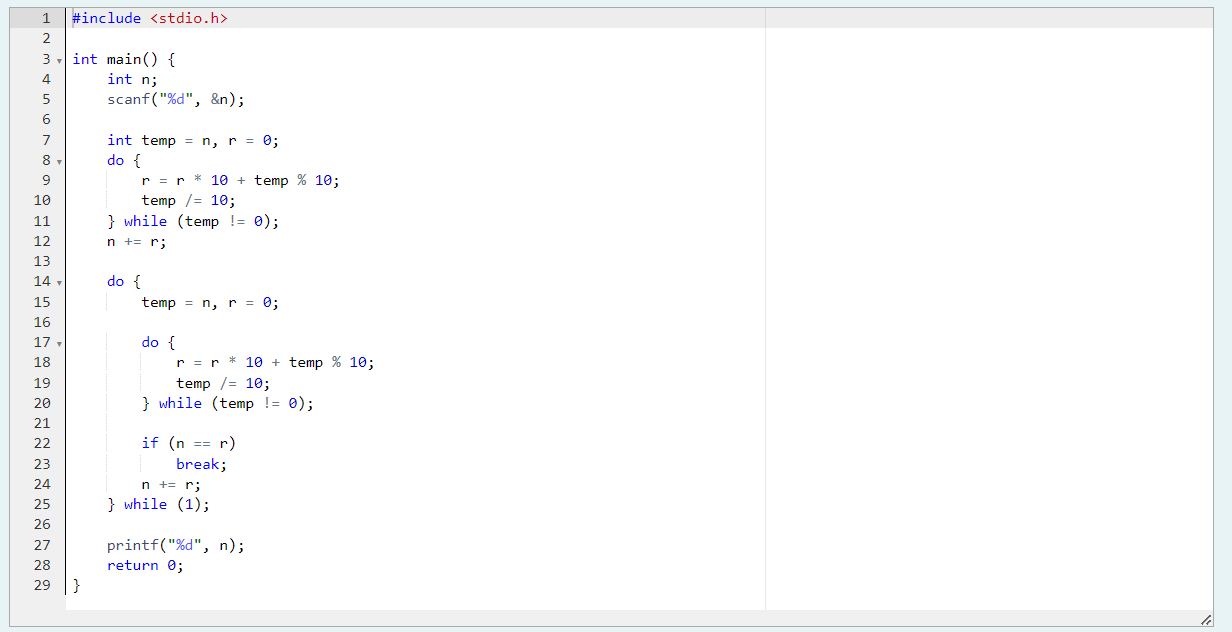 1 #include <stdio.h>
2
3 int main() {
4     int n;
5     scanf("%d", &n);
6
7     int temp = n, r = 0;
8     do {
9         r = r * 10 + temp % 10;
10         temp /= 10;
11     } while (temp != 0);
12     n += r;
13
14     do {
15         temp = n, r = 0;
16
17         do {
18             r = r * 10 + temp % 10;
19             temp /= 10;
20         } while (temp != 0);
21
22         if (n == r)
23             break;
24         n += r;
25     } while (1);
26
27     printf("%d", n);
28     return 0;
29 }